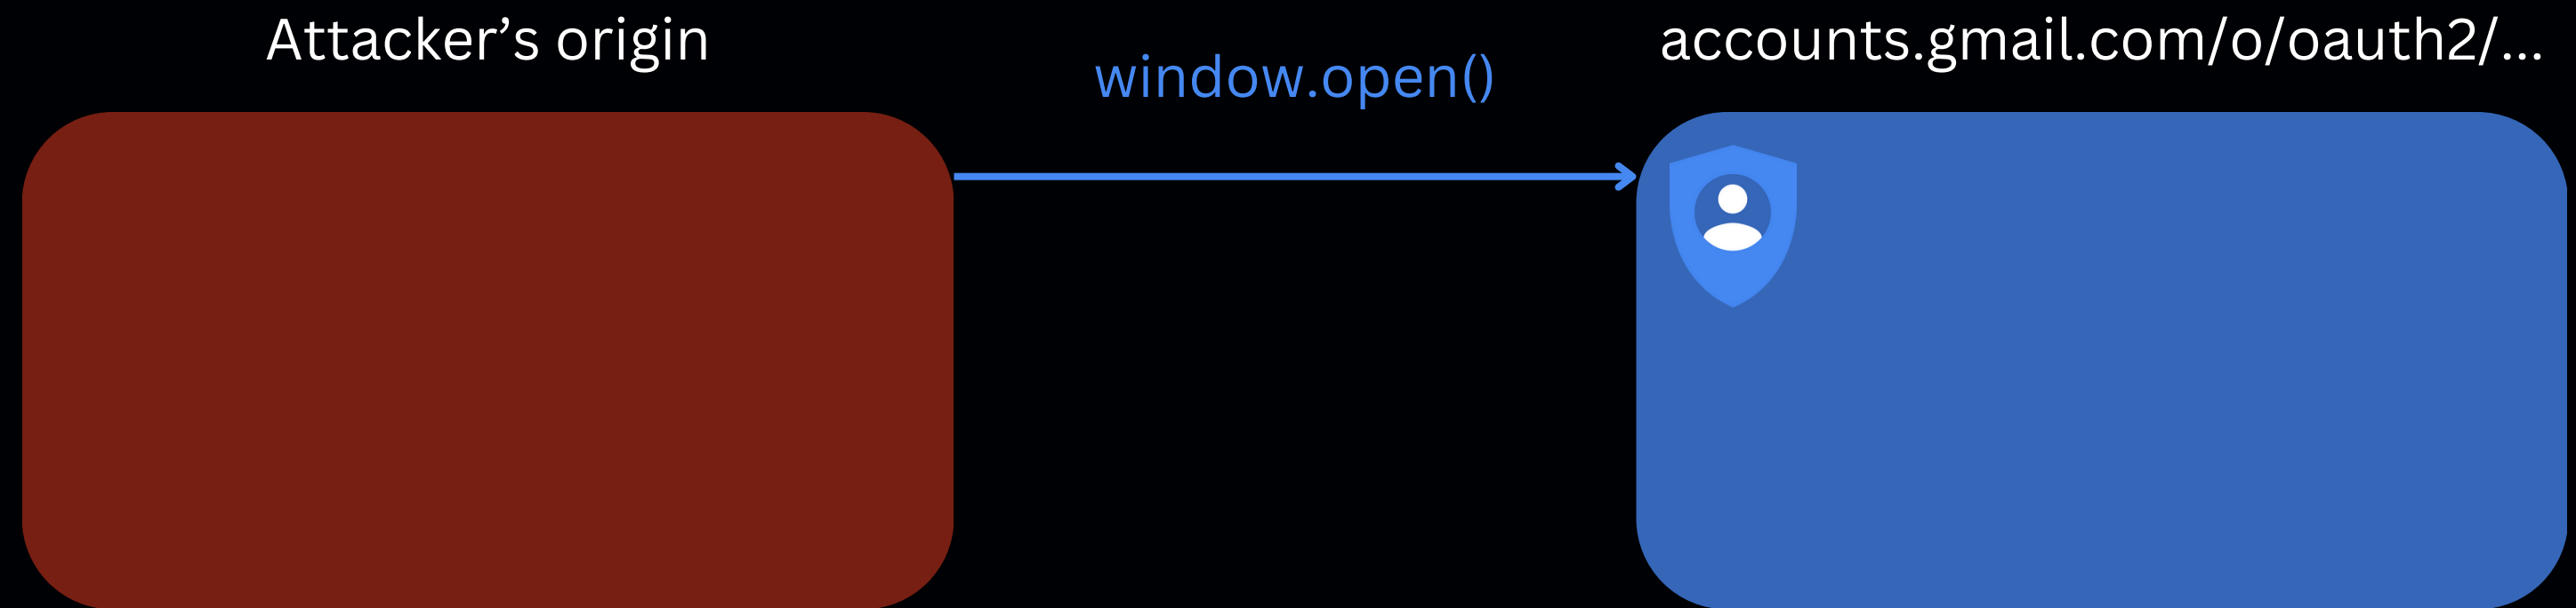 Attacker’s origin
window.open()
accounts.gmail.com/o/oauth2/...